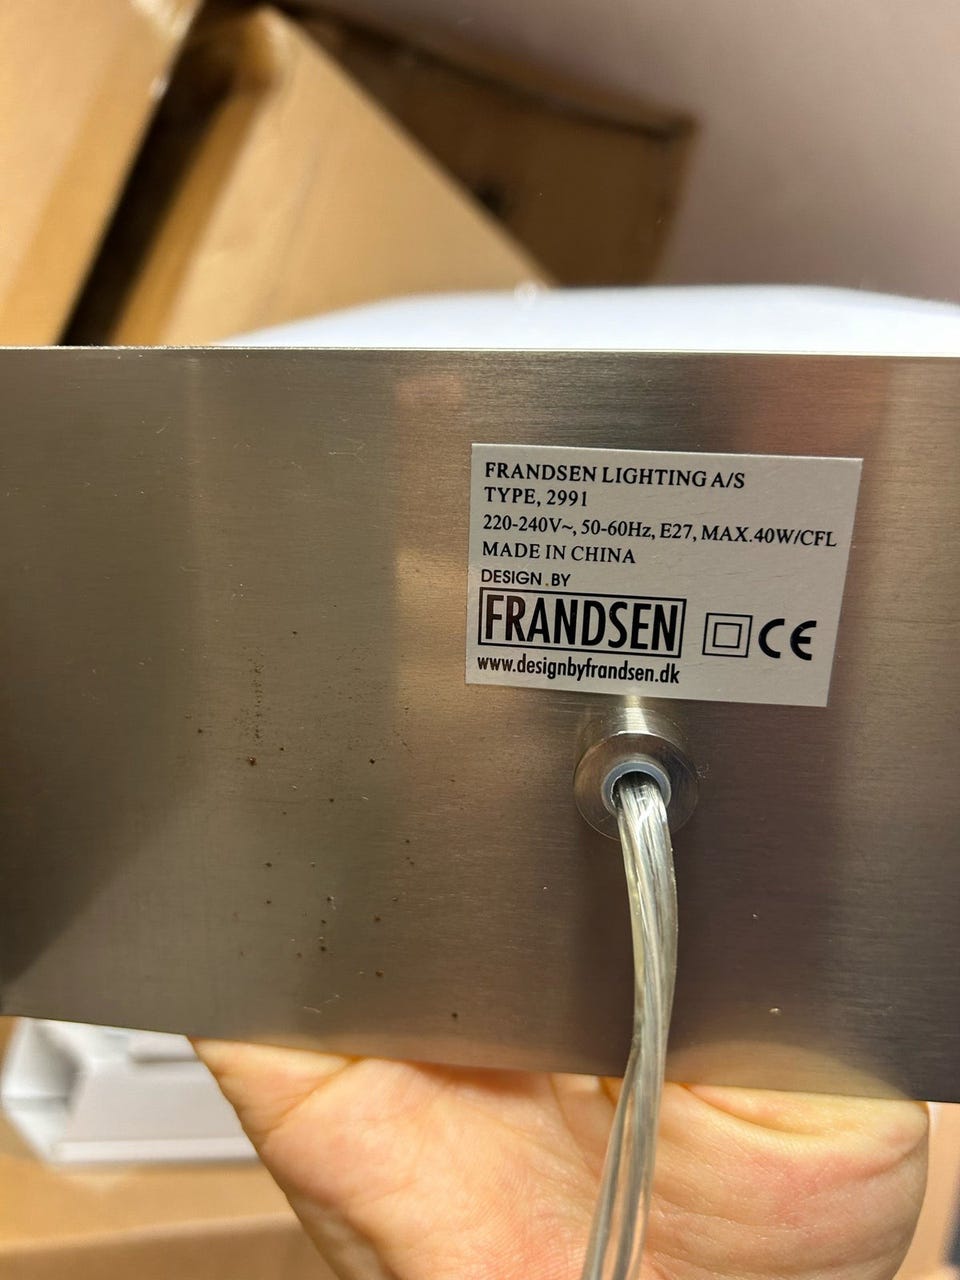 FRANDSEN LIGHTING A/S
TYPE, 2991
220-240V~, 50-60Hz, E27, MAX.40W/CFL
MADE IN CHINA
DESIGN.BY
FRANDSEN
CE
www.designbyfrandsen.dk